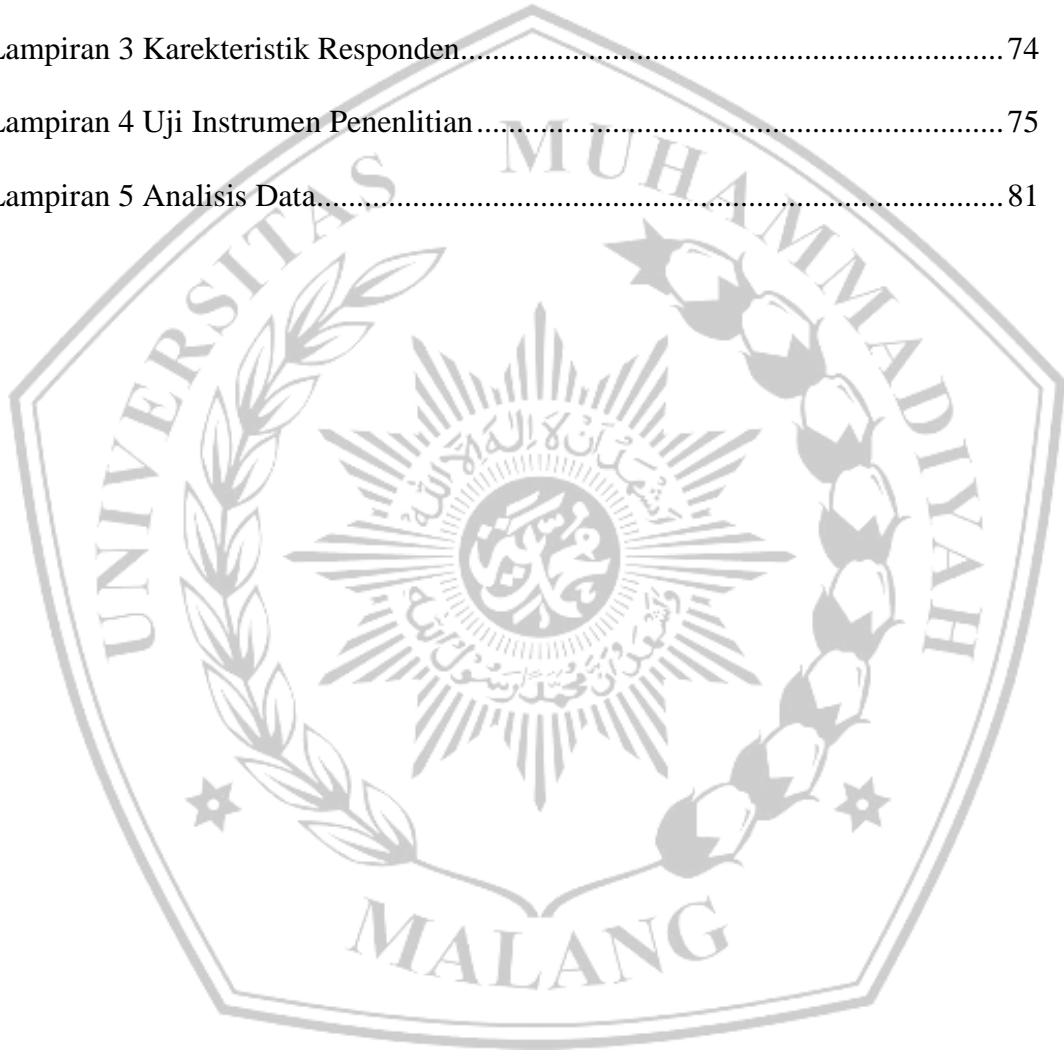 Lampiran 3 Karekteristik Responden........................................................................ 74
Lampiran 4 Uji Instrumen Penenlitian ..................................................................... 75
Lampiran 5 Analisis Data......................................................................................... 81
UNIVERSITAS MUHAMMADIYAH
MALANG